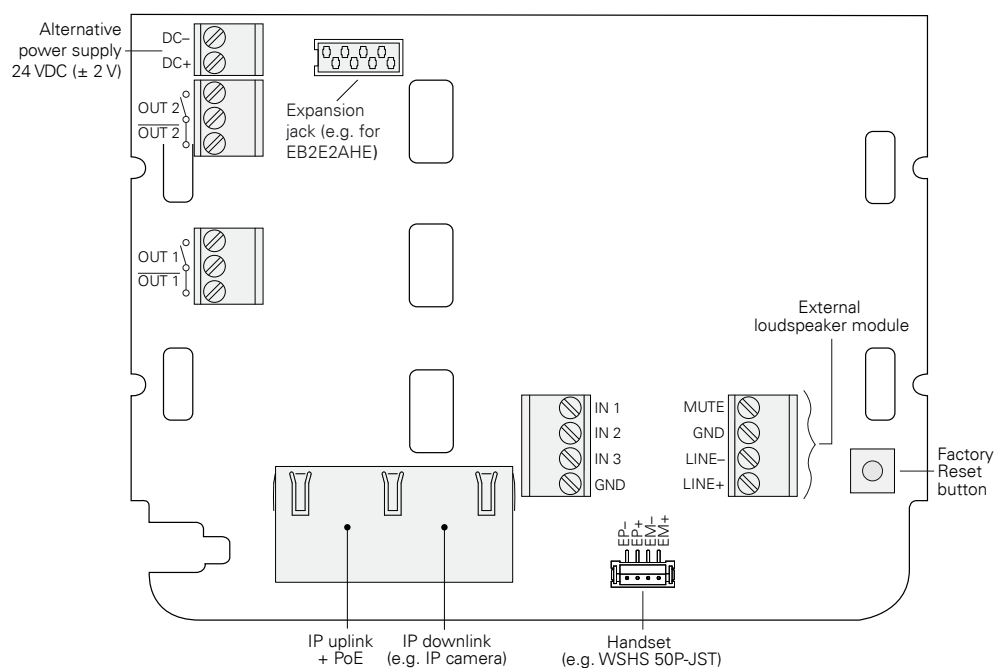 Alternative
power supply
24 VDC (± 2 V)
DC–
DC+
OUT 2
OUT 2
Expansion
jack (e.g. for
EB2E2AHE)
OUT 1
OUT 1
External
loudspeaker module
IN 1
IN 2
IN 3
GND
MUTE
GND
LINE–
LINE+
Factory
Reset
button
EP–
EP+
EM–
EM+
IP uplink
+ PoE
IP downlink
(e.g. IP camera)
Handset
(e.g. WSHS 50P-JST)